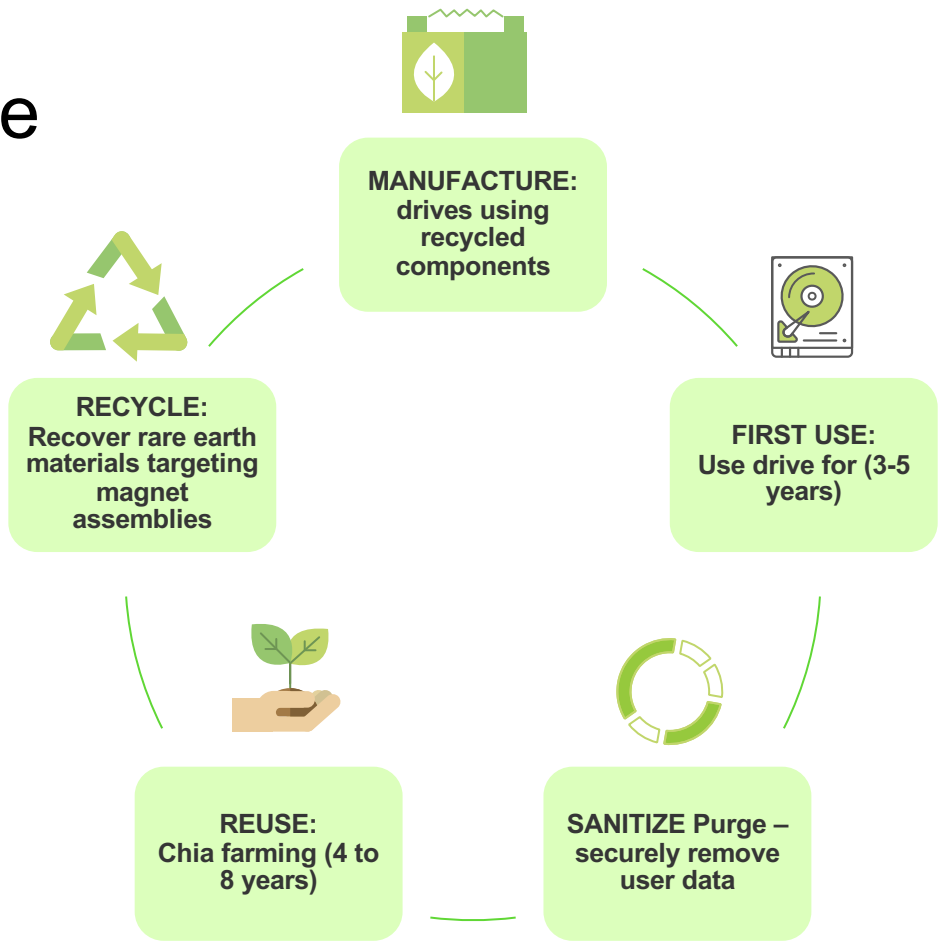 e
MANUFACTURE:
drives using
recycled
components
FIRST USE:
Use drive for (3-5
years)
SANITIZE Purge –
securely remove
user data
REUSE:
Chia farming (4 to
8 years)
RECYCLE:
Recover rare earth
materials targeting
magnet
assemblies